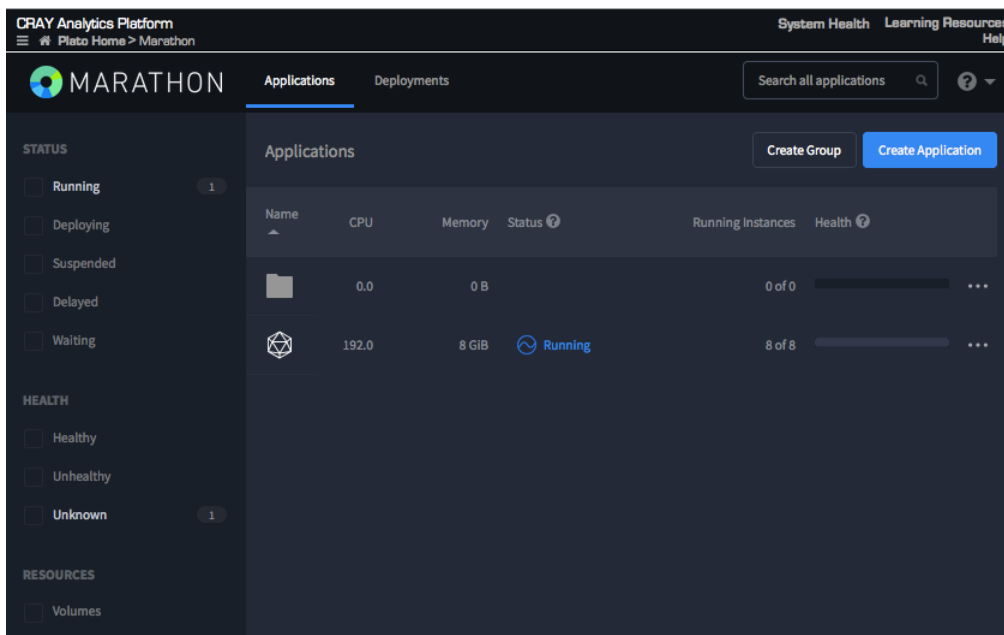 CRAY Analytics Platform
System Health Learning Resources
Plato Home > Marathon
Help
MARATHON
Applications
Deployments
Search all applications
?
STATUS
Running 1
Deploying
Suspended
Delayed
Waiting
HEALTH
Healthy
Unhealthy
Unknown 1
RESOURCES
Volumes
Applications
Create Group
Create Application
Name CPU Memory Status ? Running Instances Health ?
0.0 0 B 0 of 0 •••
192.0 8 GiB Running 8 of 8 •••